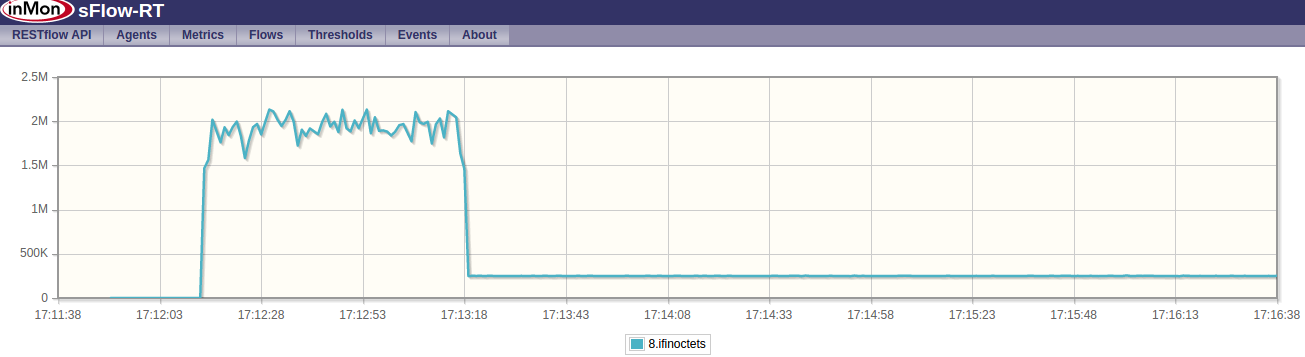 inMon sFlow-RT
RESTflow API Agents Metrics Flows Thresholds Events About
2.5M
2M
1.5M
1M
500K
0
17:11:38 17:12:03 17:12:28 17:12:53 17:13:18 17:13:43 17:14:08 17:14:33 17:14:58 17:15:23 17:15:48 17:16:13 17:16:38
8.ifinoctets